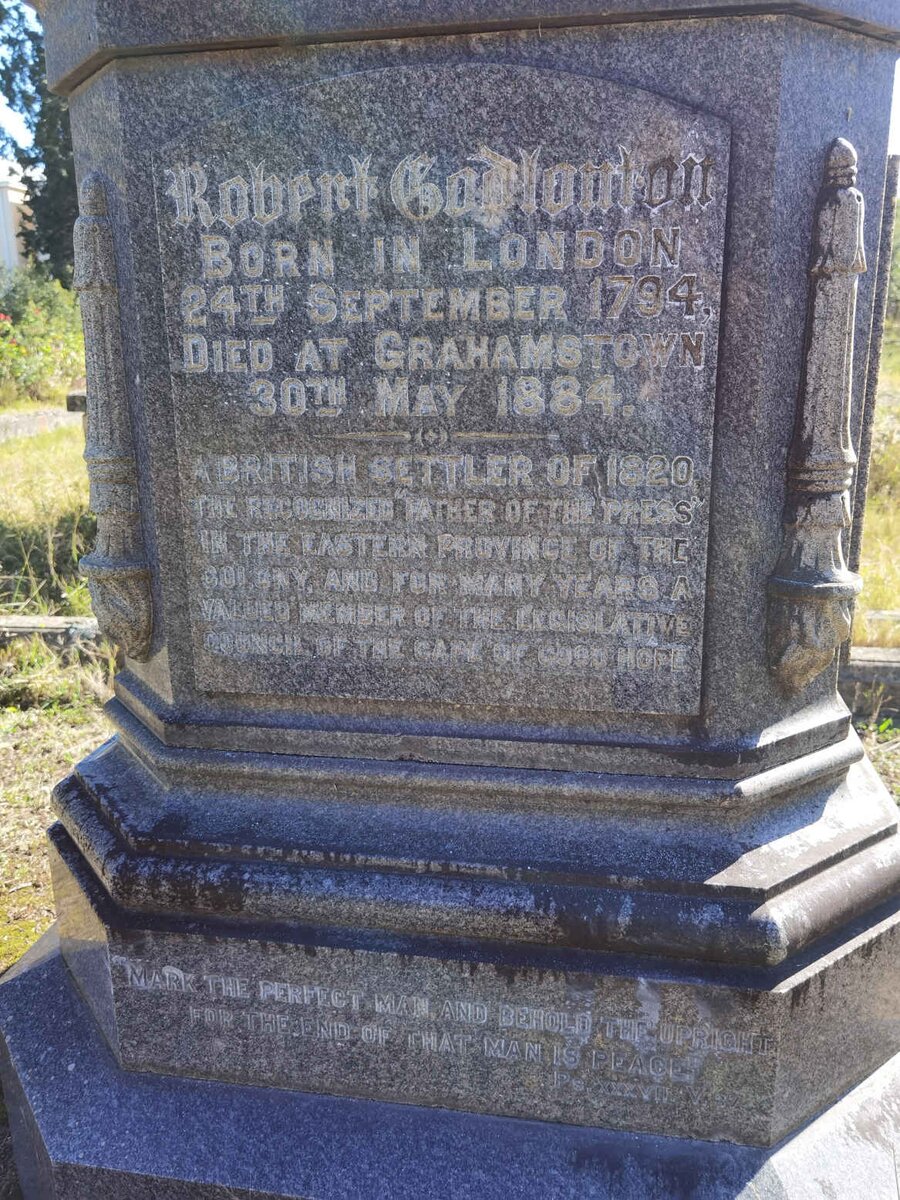 Robert Godlonton
BORN IN LONDON
24TH SEPTEMBER 1794.
DIED AT GRAHAMSTOWN
30TH MAY 1884.
A BRITISH SETTLER OF 1820
THE RECOGNIZED "FATHER OF THE PRESS"
IN THE EASTERN PROVINCE OF THE
COLONY, AND FOR MANY YEARS A
VALUED MEMBER OF THE LEGISLATIVE
COUNCIL OF THE CAPE OF GOOD HOPE
"MARK THE PERFECT MAN, AND BEHOLD THE UPRIGHT
FOR THE END OF THAT MAN IS PEACE"
PS. XXXVII. V.